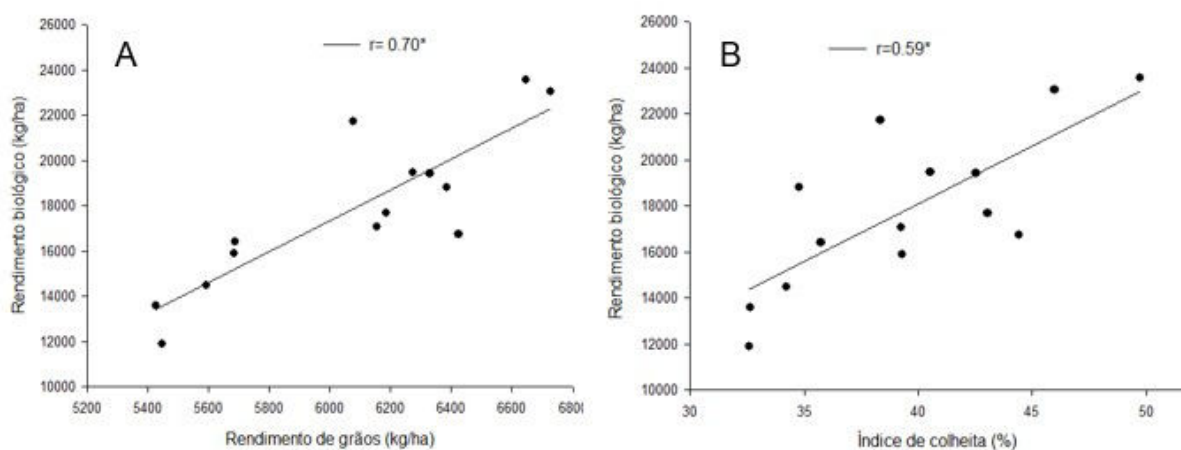 A
r= 0.70*
Rendimento biológico (kg/ha)
26000
24000
22000
20000
18000
16000
14000
12000
10000
5200 5400 5600 5800 6000 6200 6400 6600 6800
Rendimento de grãos (kg/ha)
B
r=0.59*
Rendimento biológico (kg/ha)
26000
24000
22000
20000
18000
16000
14000
12000
10000
30 35 40 45 50
Índice de colheita (%)